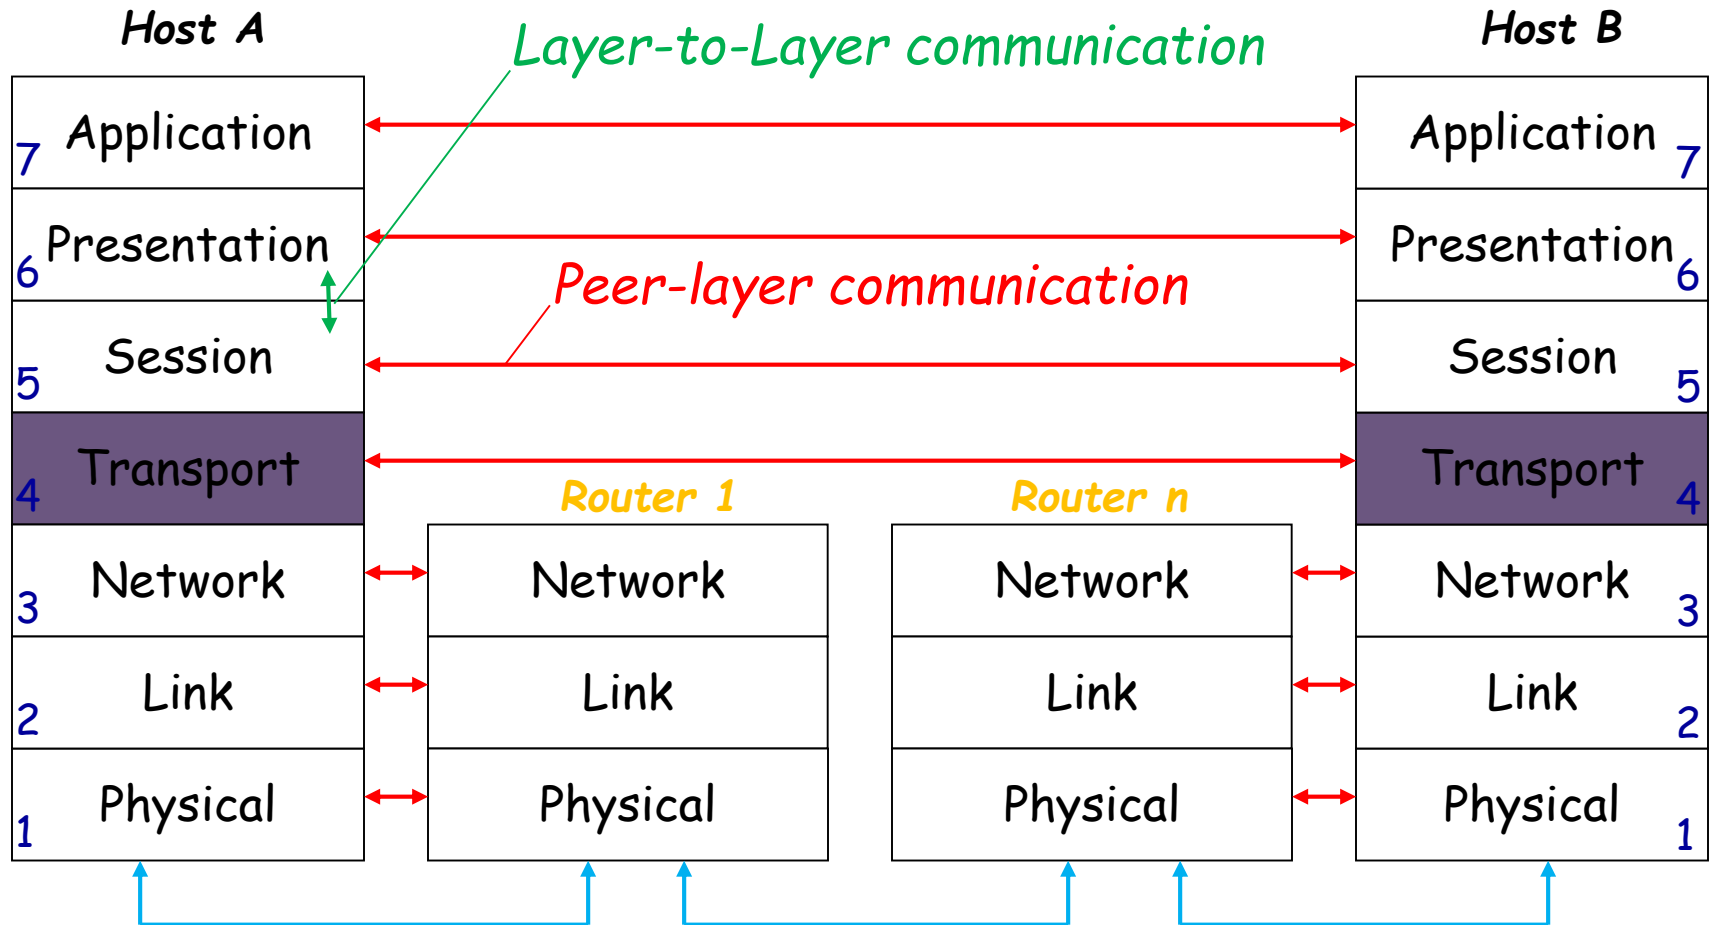 Host A
Host B
Layer-to-Layer communication
Application
7
Application
7
Presentation
6
Presentation
6
Peer-layer communication
Session
5
Session
5
Transport
4
Transport
4
Router 1
Router n
Network
3
Network
Network
Network
3
Link
2
Link
Link
Link
2
Physical
1
Physical
Physical
Physical
1